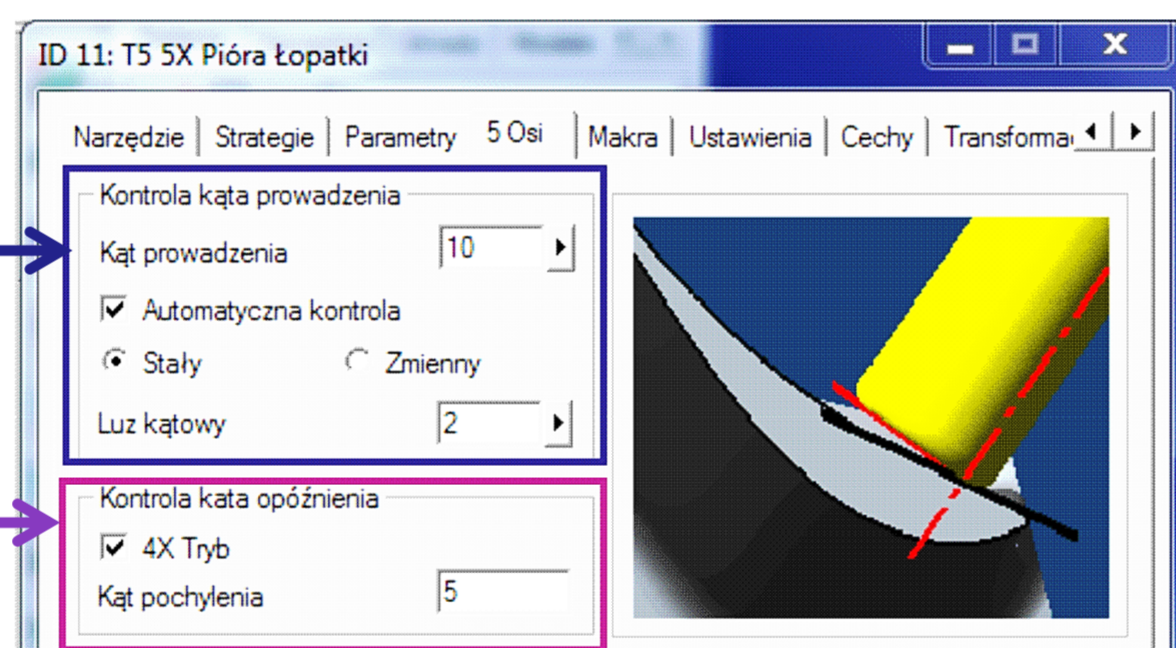 ID 11: T5 5X Pióra Łopatki
Narzędzie Strategie Parametry 5 Osi Makra Ustawienia Cechy Transforma
Kontrola kąta prowadzenia
Kąt prowadzenia 10
Automatyczna kontrola
Stały Zmienny
Luz kątowy 2
Kontrola kata opóźnienia
4X Tryb
Kąt pochylenia 5